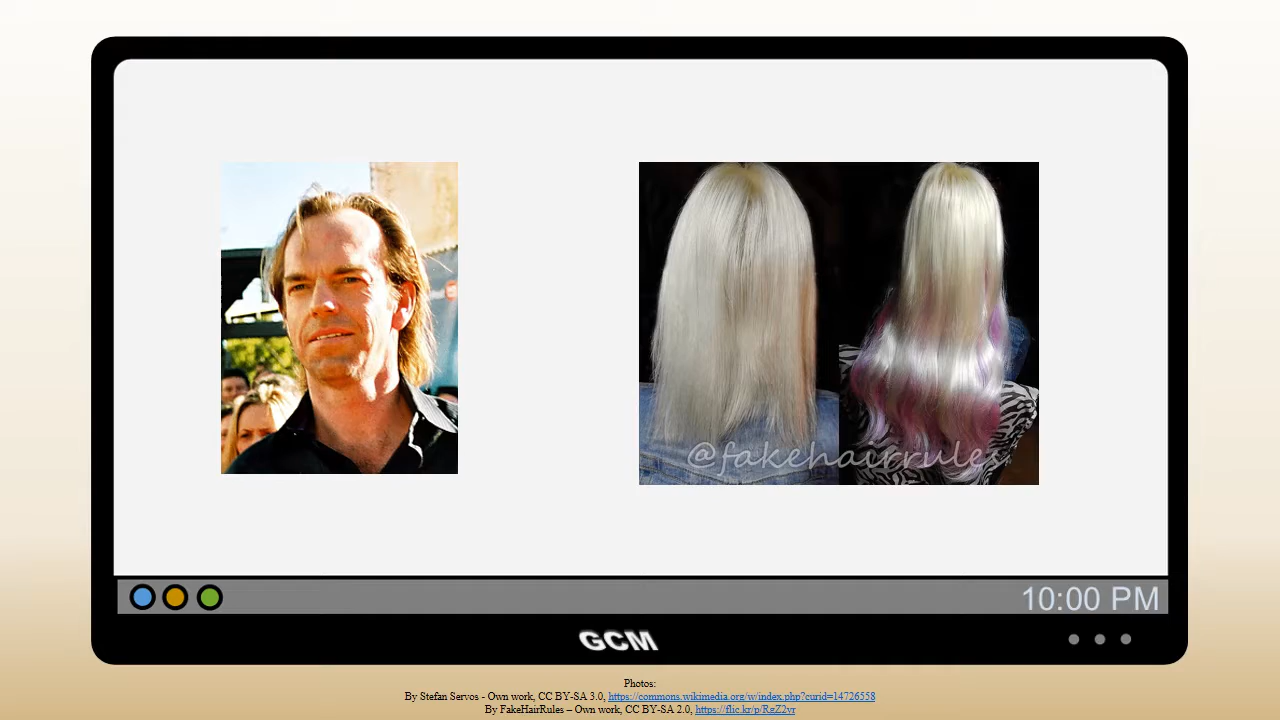 @fakehairrules
10:00 PM
GCM
Photos:
By Stefan Servos - Own work, CC BY-SA 3.0, https://commons.wikimedia.org/w/index.php?curid=14726558
By FakeHairRules – Own work, CC BY-SA 2.0, https://flic.kr/p/RgZ2vr